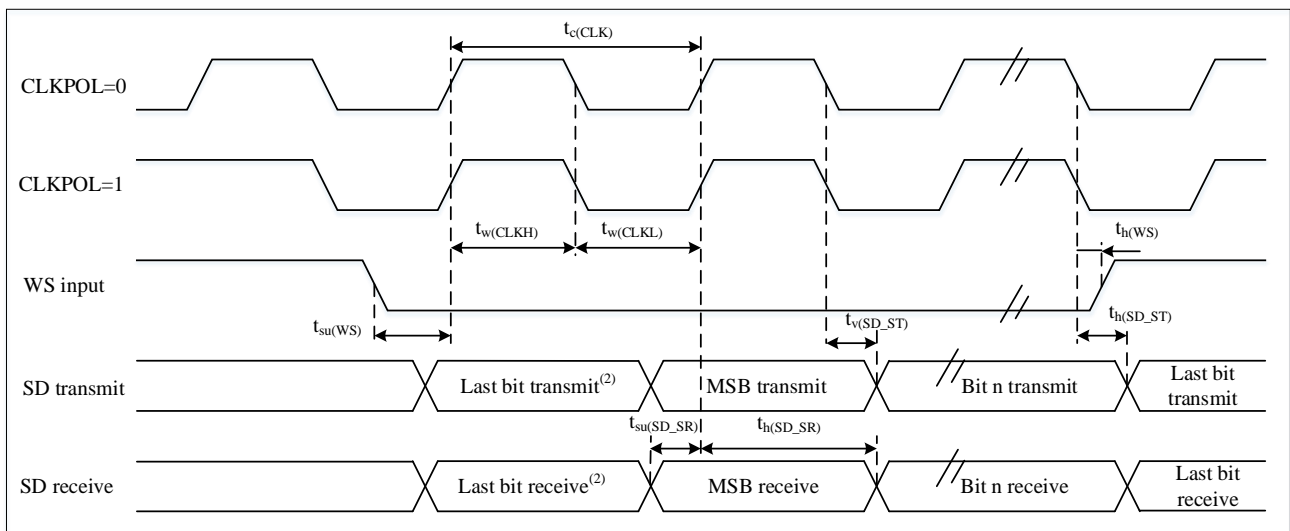 t_c(CLK)
CLKPOL=0
CLKPOL=1
t_w(CLKH) t_w(CLKL) t_h(WS)
WS input
t_su(WS) t_v(SD_ST) t_h(SD_ST)
SD transmit Last bit transmit(2) MSB transmit Bit n transmit Last bit
transmit
t_su(SD_SR) t_h(SD_SR)
SD receive Last bit receive(2) MSB receive Bit n receive Last bit
receive